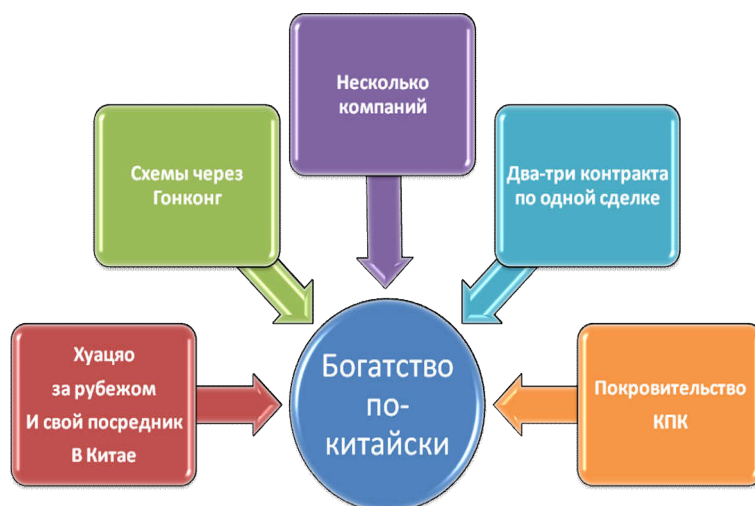 Несколько
компаний
Схемы через
Гонконг
Два-три контракта
по одной сделке
Хуацяо
за рубежом
И свой посредник
В Китае
Богатство
по-
китайски
Покровительство
КПК